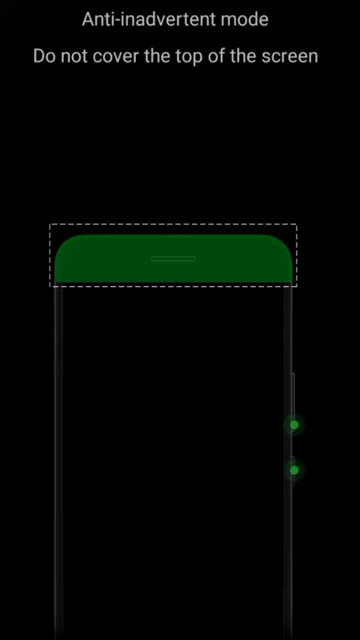 Anti-inadvertent mode
Do not cover the top of the screen